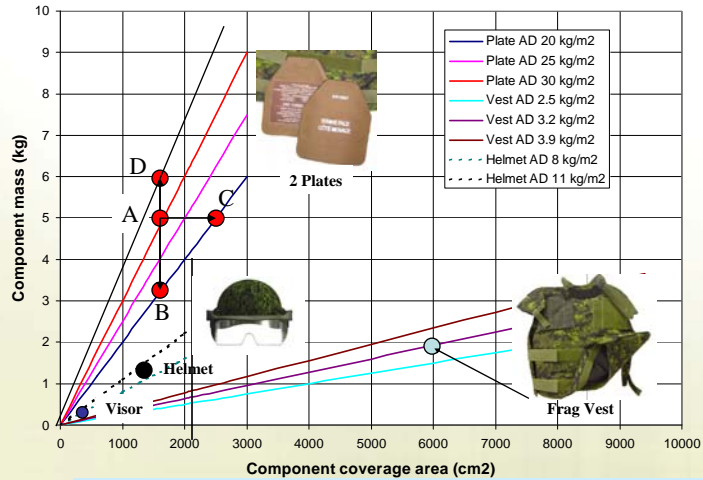 Component mass (kg)
10
9
8
7
6
5
4
3
2
1
0
D
A
C
B
Plate AD 20 kg/m2
Plate AD 25 kg/m2
Plate AD 30 kg/m2
Vest AD 2.5 kg/m2
Vest AD 3.2 kg/m2
Vest AD 3.9 kg/m2
Helmet AD 8 kg/m2
Helmet AD 11 kg/m2
2 Plates
Helmet
Visor
Frag Vest
0 1000 2000 3000 4000 5000 6000 7000 8000 9000 10000
Component coverage area (cm2)